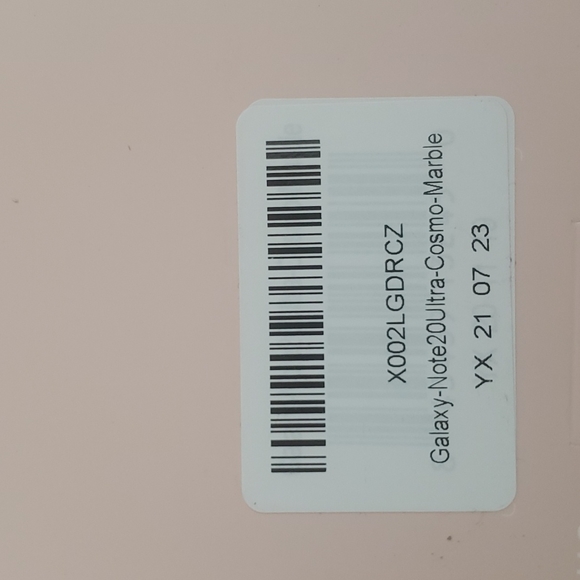 X002LGDRCZ
Galaxy-Note20Ultra-Cosmo-Marble
YX 21 07 23